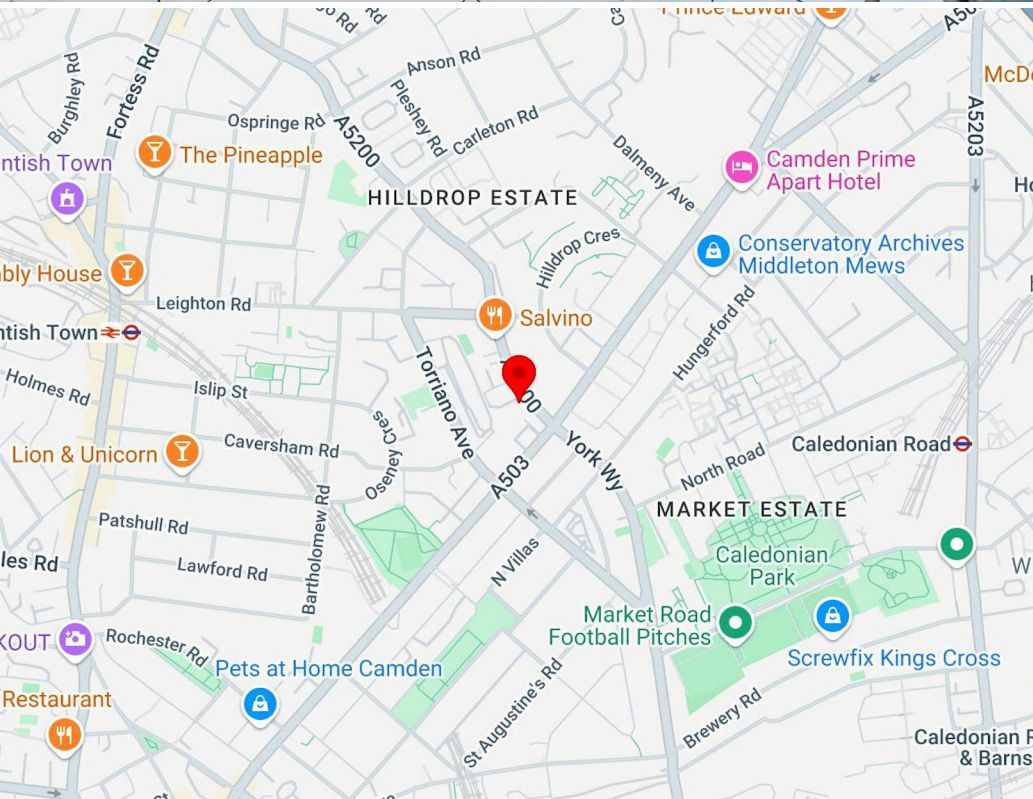 Prince Edward
McD
A5203
Burghley Rd
Fortess Rd
Anson Rd
Pleshey Rd
Carleton Rd
Ospringe Rd
A5200
The Pineapple
ntish Town
Dalmeny Ave
Camden Prime
Apart Hotel
HILLDROP ESTATE
Hilldrop Cres
Conservatory Archives
Middleton Mews
bly House
Leighton Rd
Salvino
ntish Town
Hungerford Rd
Holmes Rd
Islip St
Torriano Ave
00
Oseney Cres
Caversham Rd
Lion & Unicorn
A503
York Wy
North Road
Caledonian Road
MARKET ESTATE
Patshull Rd
Bartholomew Rd
les Rd
Lawford Rd
N Villas
Caledonian
Park
W
Market Road
Football Pitches
KOUT
Rochester Rd
Pets at Home Camden
Screwfix Kings Cross
Restaurant
St Augustine's Rd
Brewery Rd
Caledonian R
& Barns